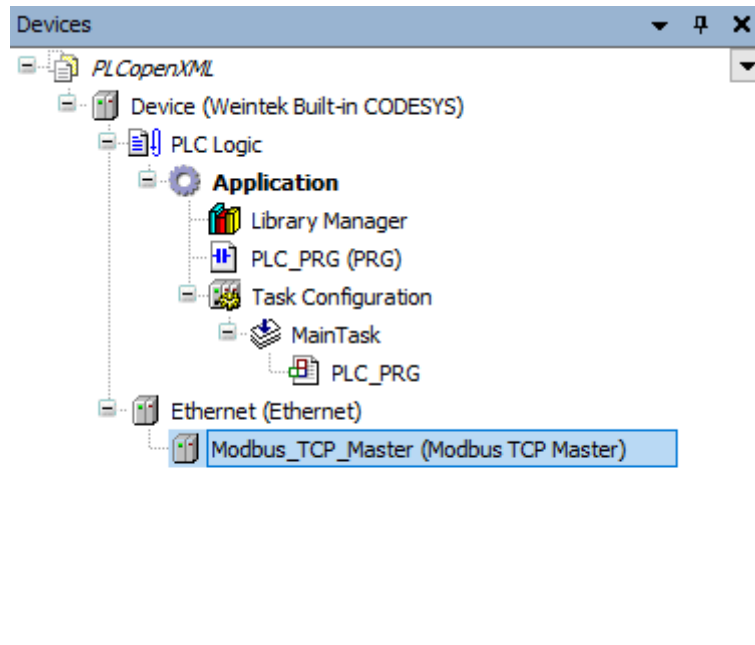 Devices
PLCopenXML
Device (Weintek Built-in CODESYS)
PLC Logic
Application
Library Manager
PLC_PRG (PRG)
Task Configuration
MainTask
PLC_PRG
Ethernet (Ethernet)
Modbus_TCP_Master (Modbus TCP Master)